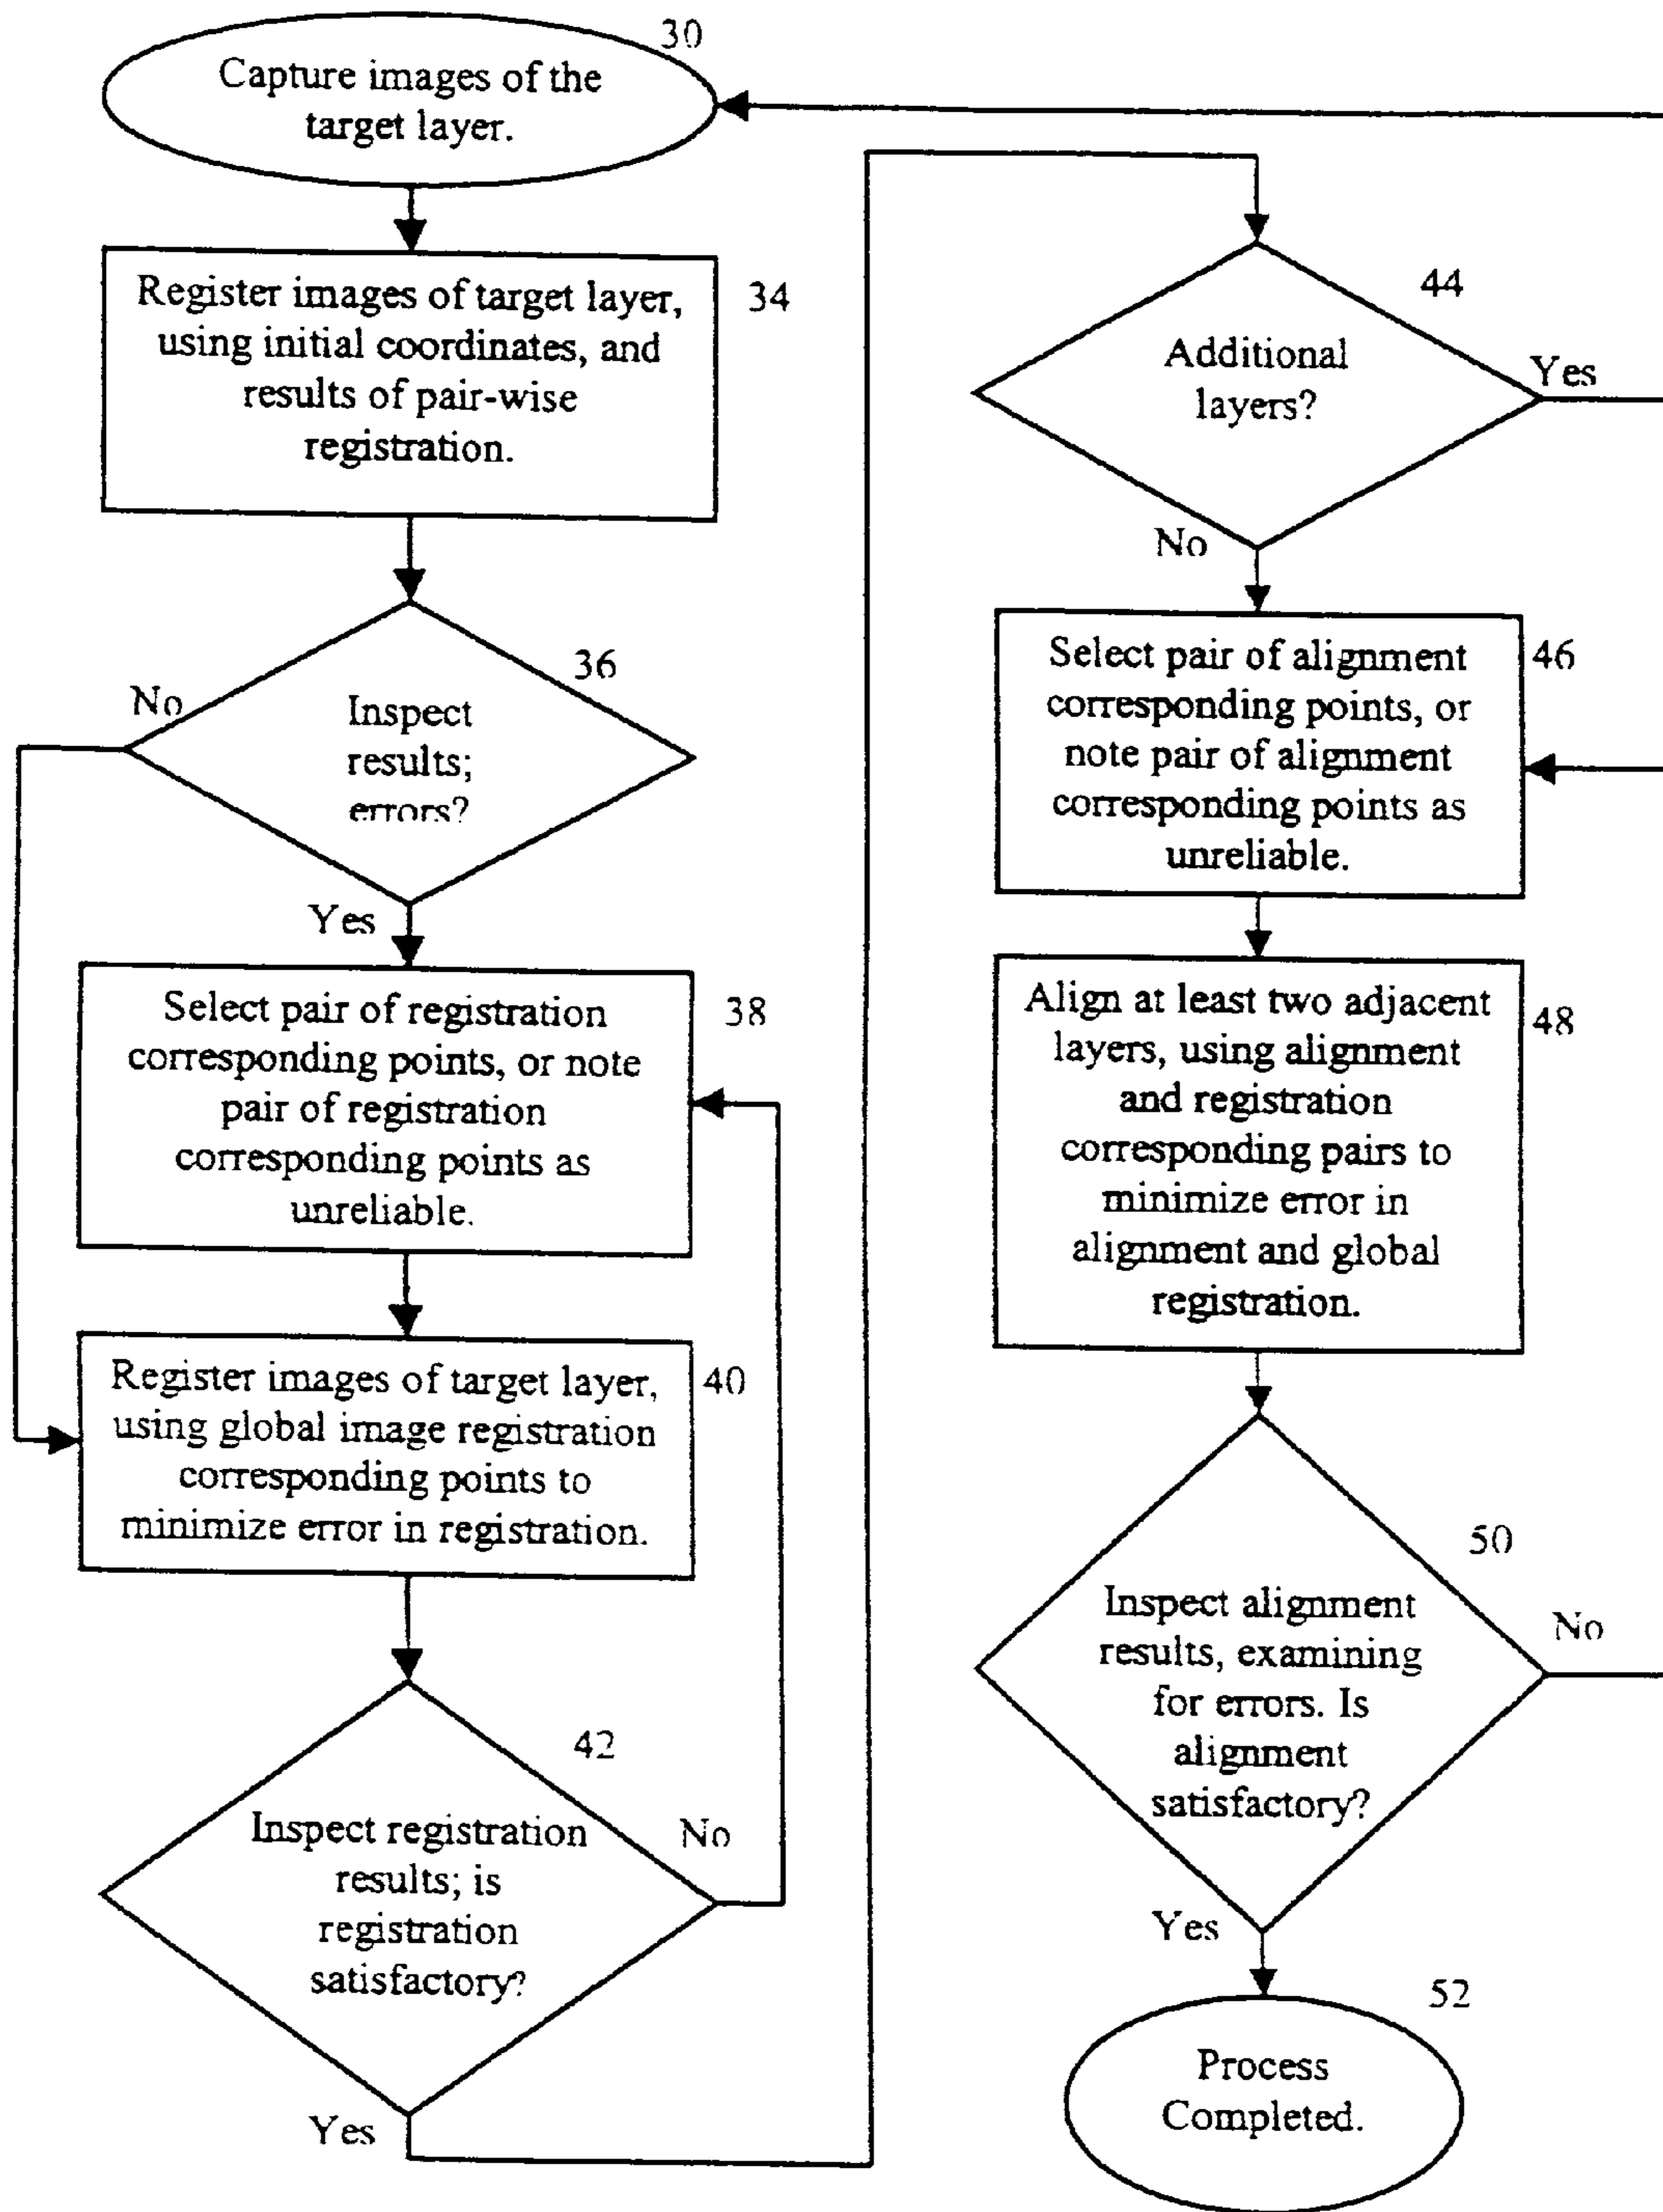 30
Capture images of the
target layer.
Register images of target layer,
using initial coordinates, and
results of pair-wise
registration.
34
36
No
Inspect
results;
errors?
Yes
Select pair of registration
corresponding points, or note
pair of registration
corresponding points as
unreliable.
38
Register images of target layer,
using global image registration
corresponding points to
minimize error in registration.
40
42
Inspect registration
results; is
registration
satisfactory?
No
Yes
44
Additional
layers?
Yes
No
Select pair of alignment
corresponding points, or
note pair of alignment
corresponding points as
unreliable.
46
Align at least two adjacent
layers, using alignment
and registration
corresponding pairs to
minimize error in
alignment and global
registration.
48
50
Inspect alignment
results, examining
for errors. Is
alignment
satisfactory?
No
Yes
52
Process
Completed.